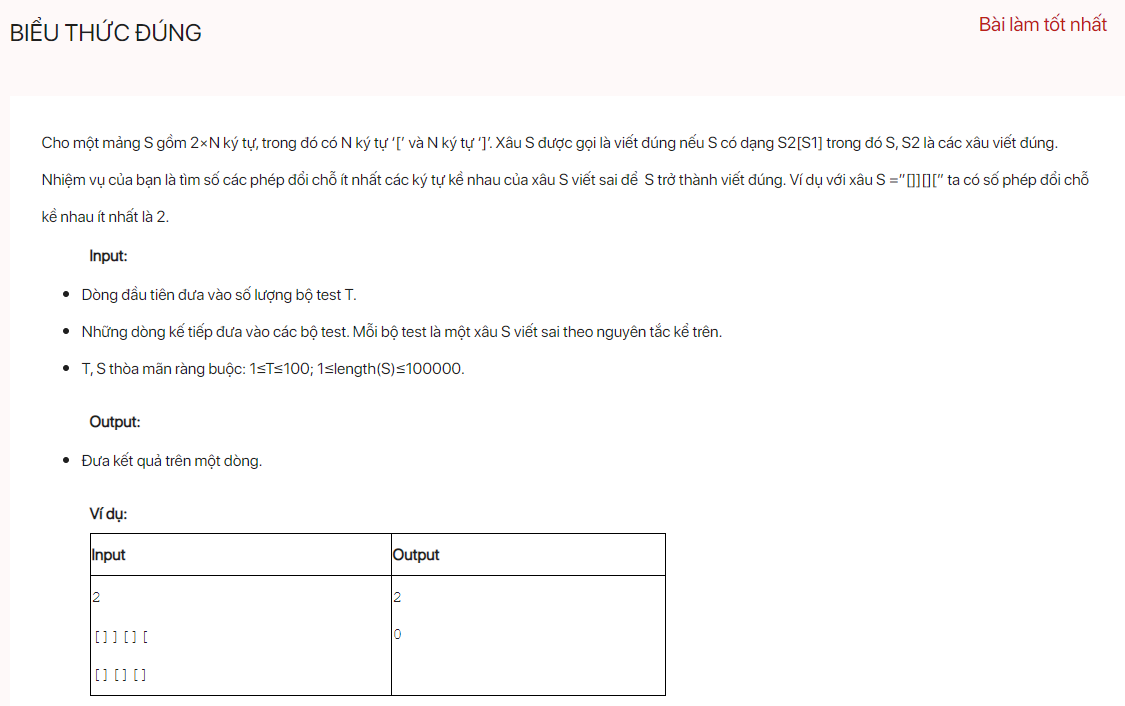 BIỂU THỨC ĐÚNG
Bài làm tốt nhất
Cho một mảng S gồm 2×N ký tự, trong đó có N ký tự ‘[’ và N ký tự ‘]’. Xâu S được gọi là viết đúng nếu S có dạng S2[S1] trong đó S, S2 là các xâu viết đúng.
Nhiệm vụ của bạn là tìm số các phép đổi chỗ ít nhất các ký tự kề nhau của xâu S viết sai để S trở thành viết đúng. Ví dụ với xâu S =”[]][][” ta có số phép đổi chỗ
kề nhau ít nhất là 2.
Input:
• Dòng đầu tiên đưa vào số lượng bộ test T.
• Những dòng kế tiếp đưa vào các bộ test. Mỗi bộ test là một xâu S viết sai theo nguyên tắc kể trên.
• T, S thỏa mãn ràng buộc: 1≤T≤100; 1≤length(S)≤100000.
Output:
• Đưa kết quả trên một dòng.
Ví dụ:
Input Output
2 2
[ ] ] [ ] [ 0
[ ] [ ] [ ]